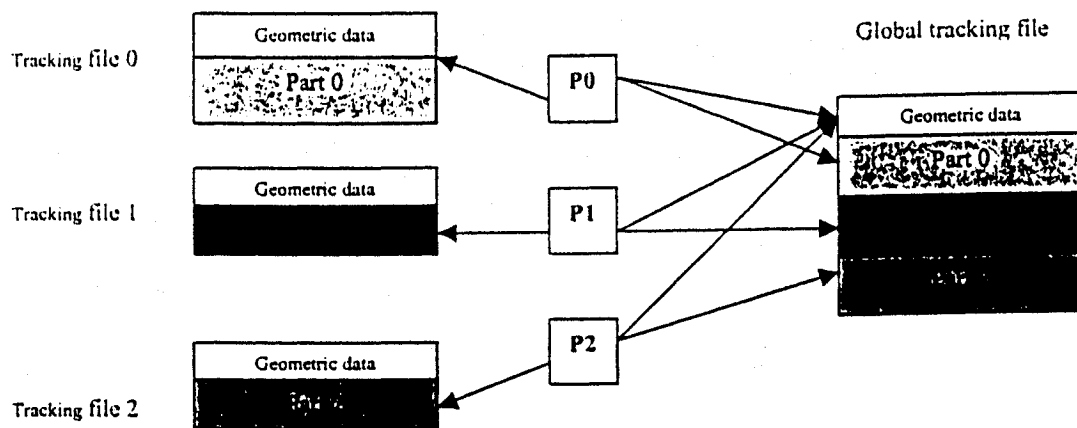 Tracking file 0
Geometric data
Part 0
P0
Global tracking file
Geometric data
Part 0
Tracking file 1
Geometric data
P1
Tracking file 2
Geometric data
P2